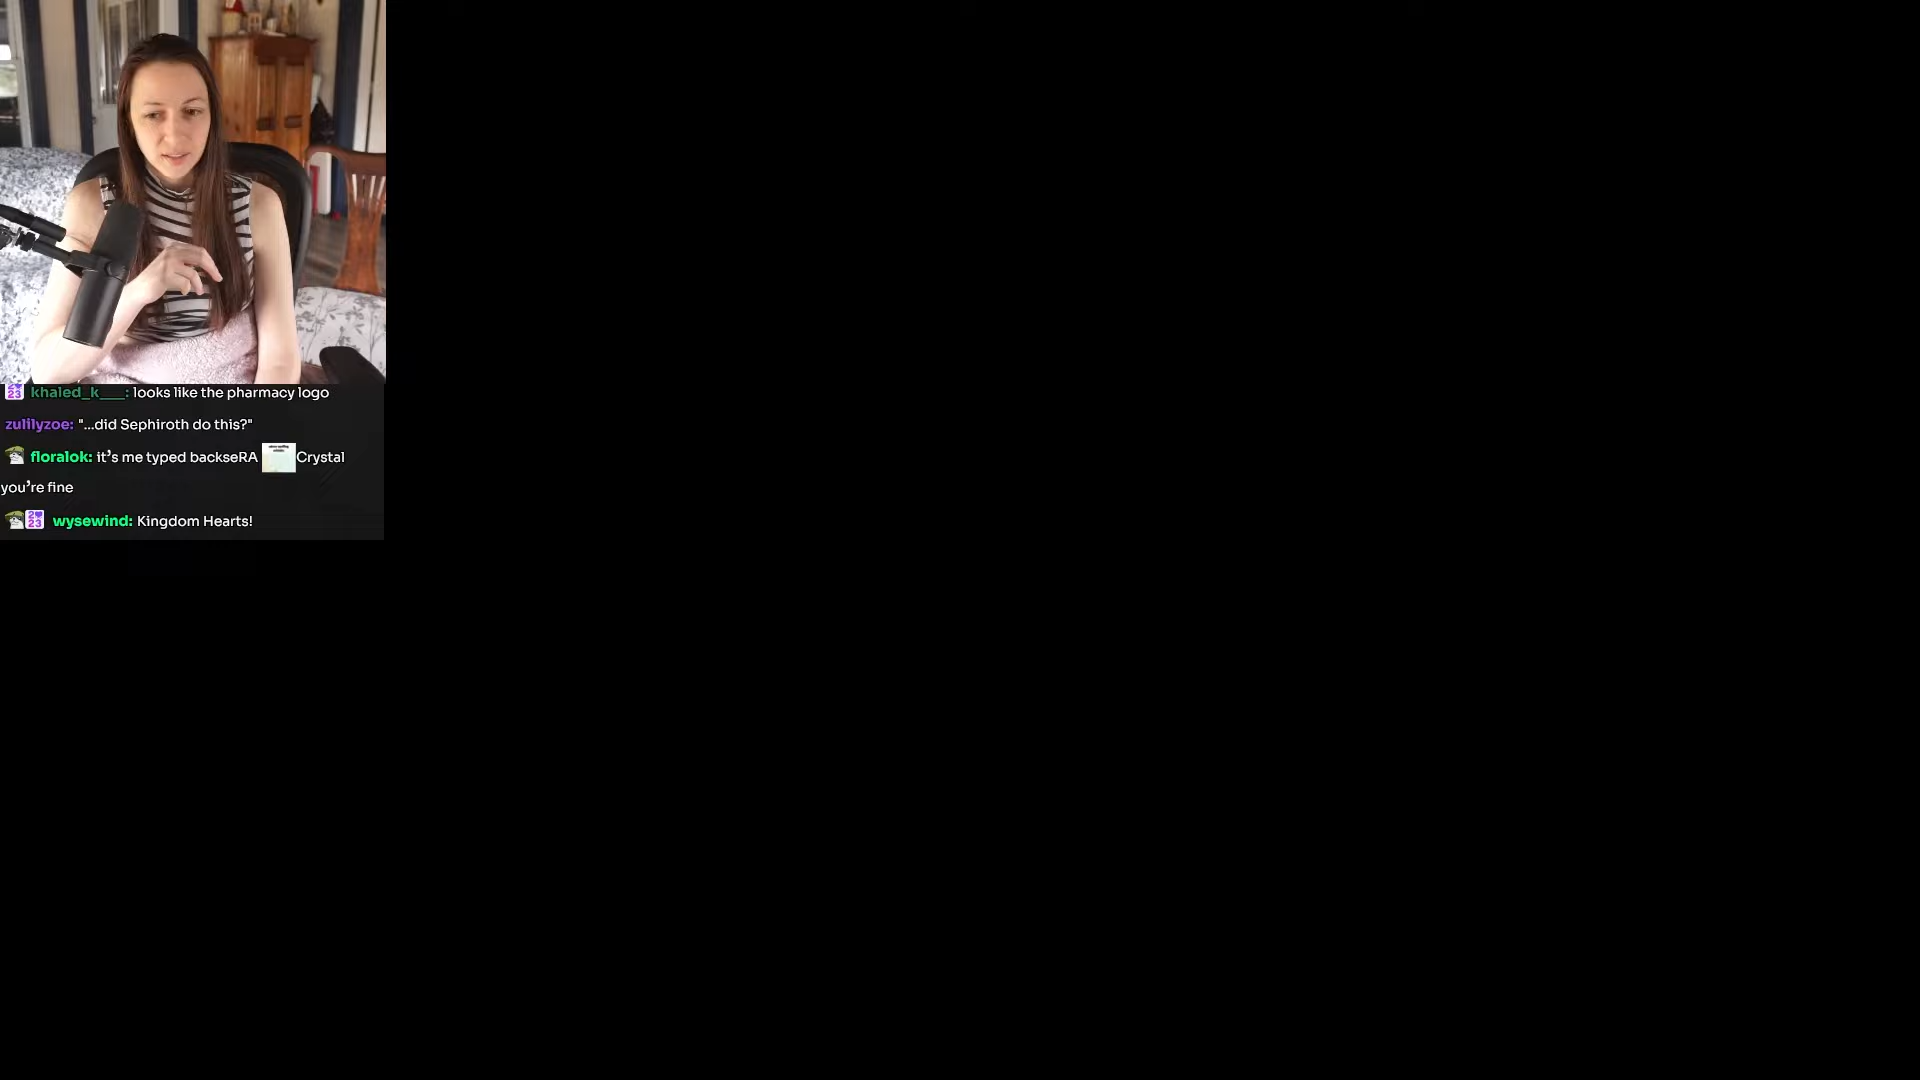 khaled_k___: looks like the pharmacy logo
zulilyzoe: "...did Sephiroth do this?"
floralok: it's me typed backseRA Crystal
you're fine
wysewind: Kingdom Hearts!